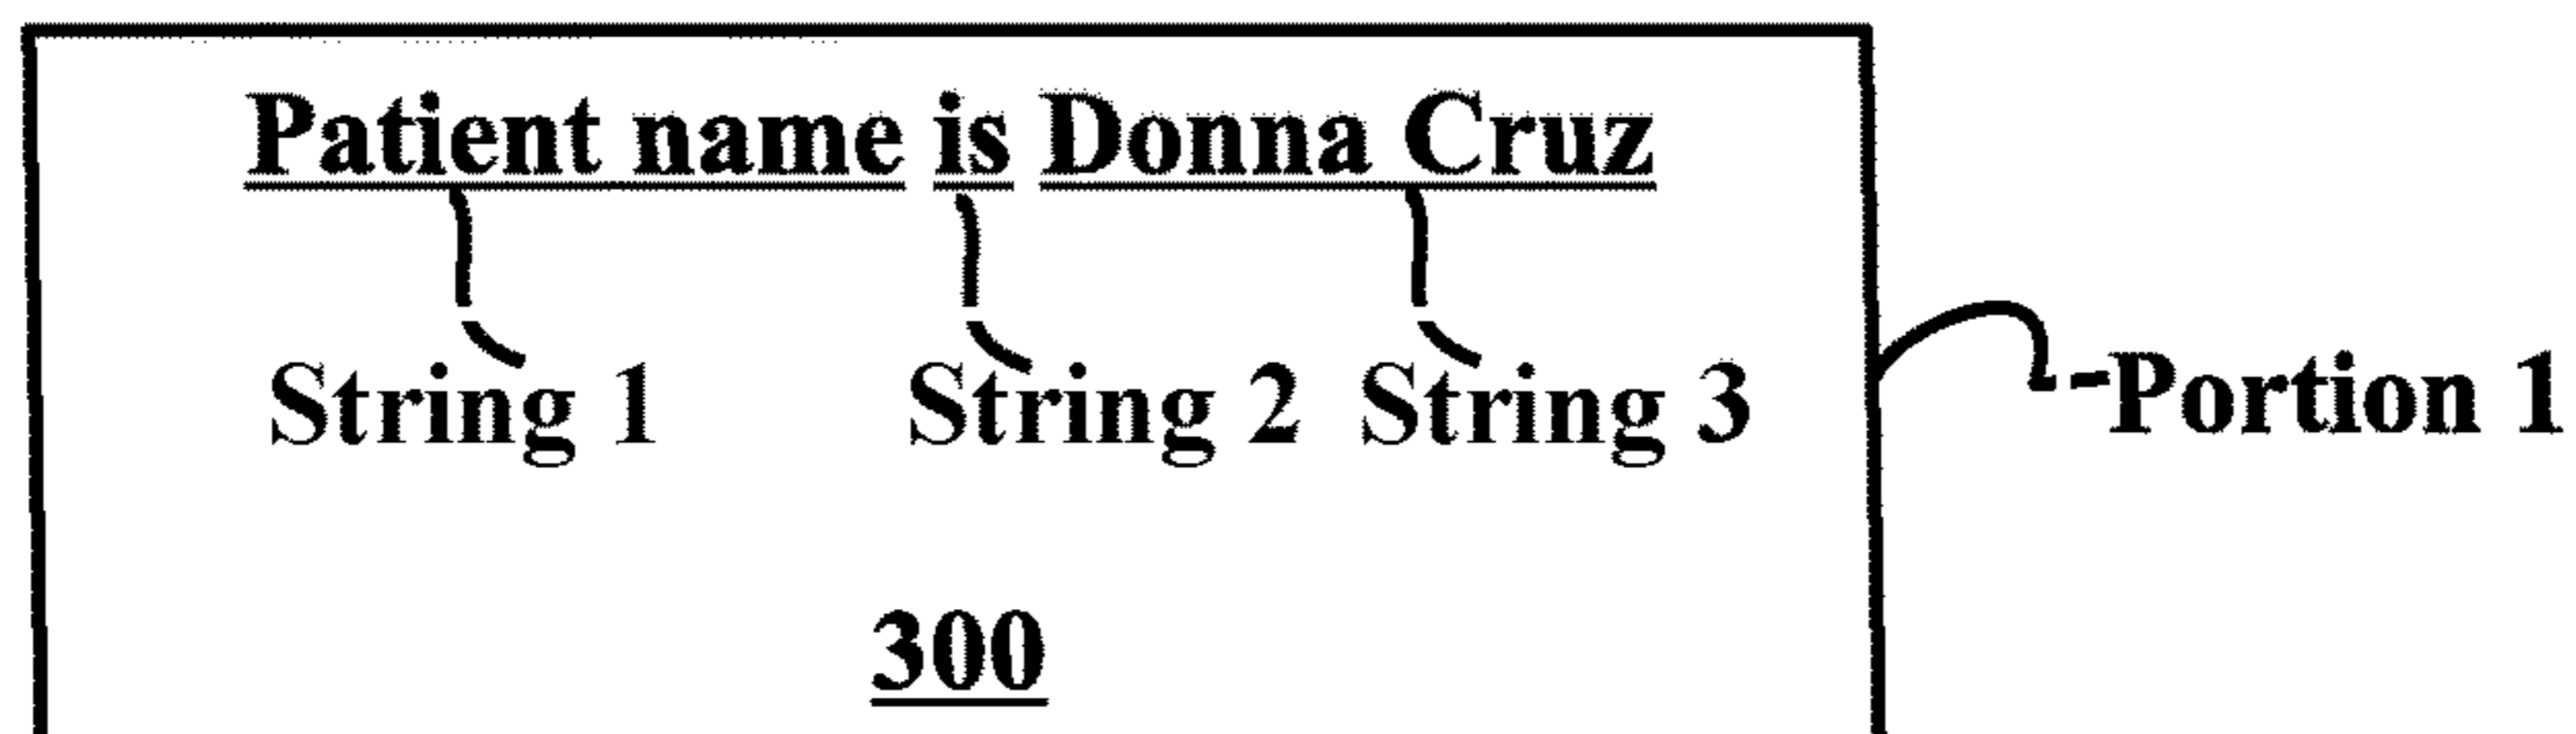 Patient name is Donna Cruz
String 1 String 2 String 3
Portion 1
300